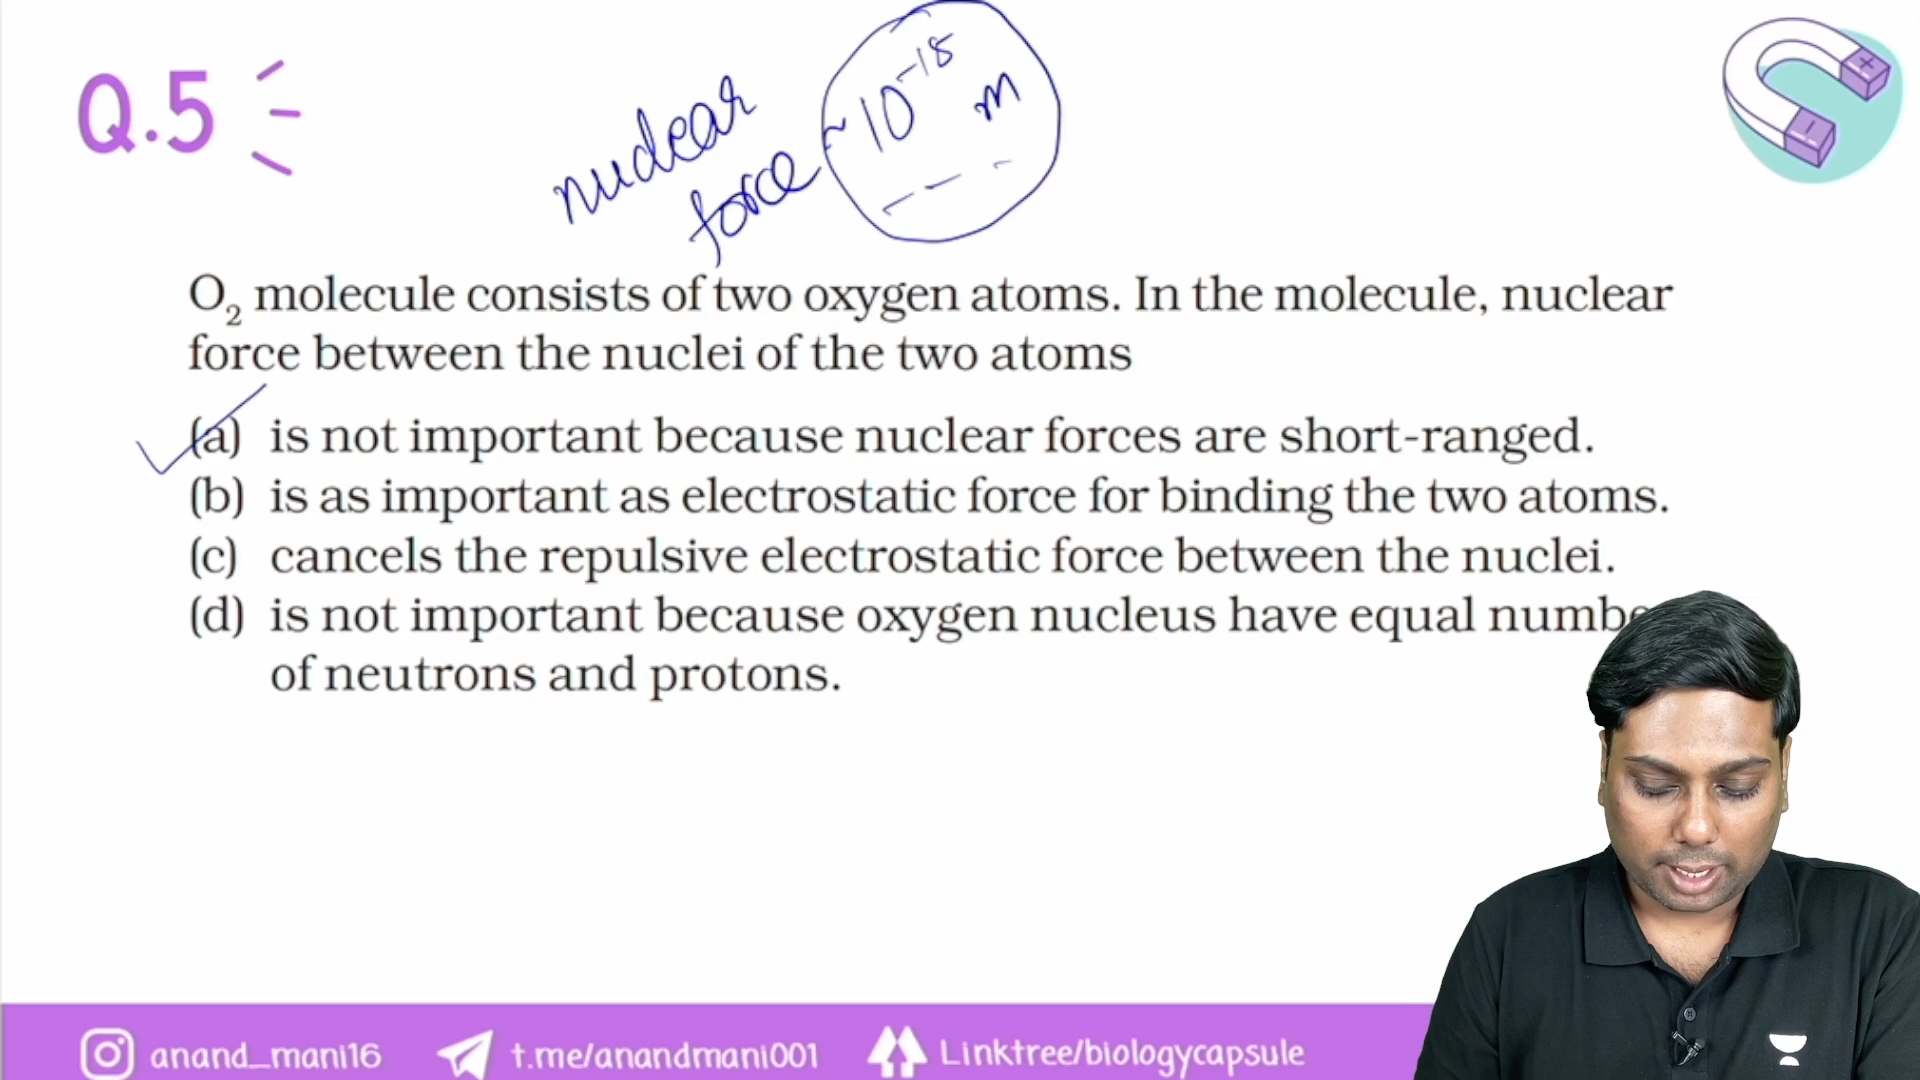 Q.5
nuclear
force
~10⁻¹⁵ m
O₂ molecule consists of two oxygen atoms. In the molecule, nuclear
force between the nuclei of the two atoms
(a) is not important because nuclear forces are short-ranged.
(b) is as important as electrostatic force for binding the two atoms.
(c) cancels the repulsive electrostatic force between the nuclei.
(d) is not important because oxygen nucleus have equal numbe
of neutrons and protons.
anand_mani16 t.me/anandmani001 Linktree/biologycapsule